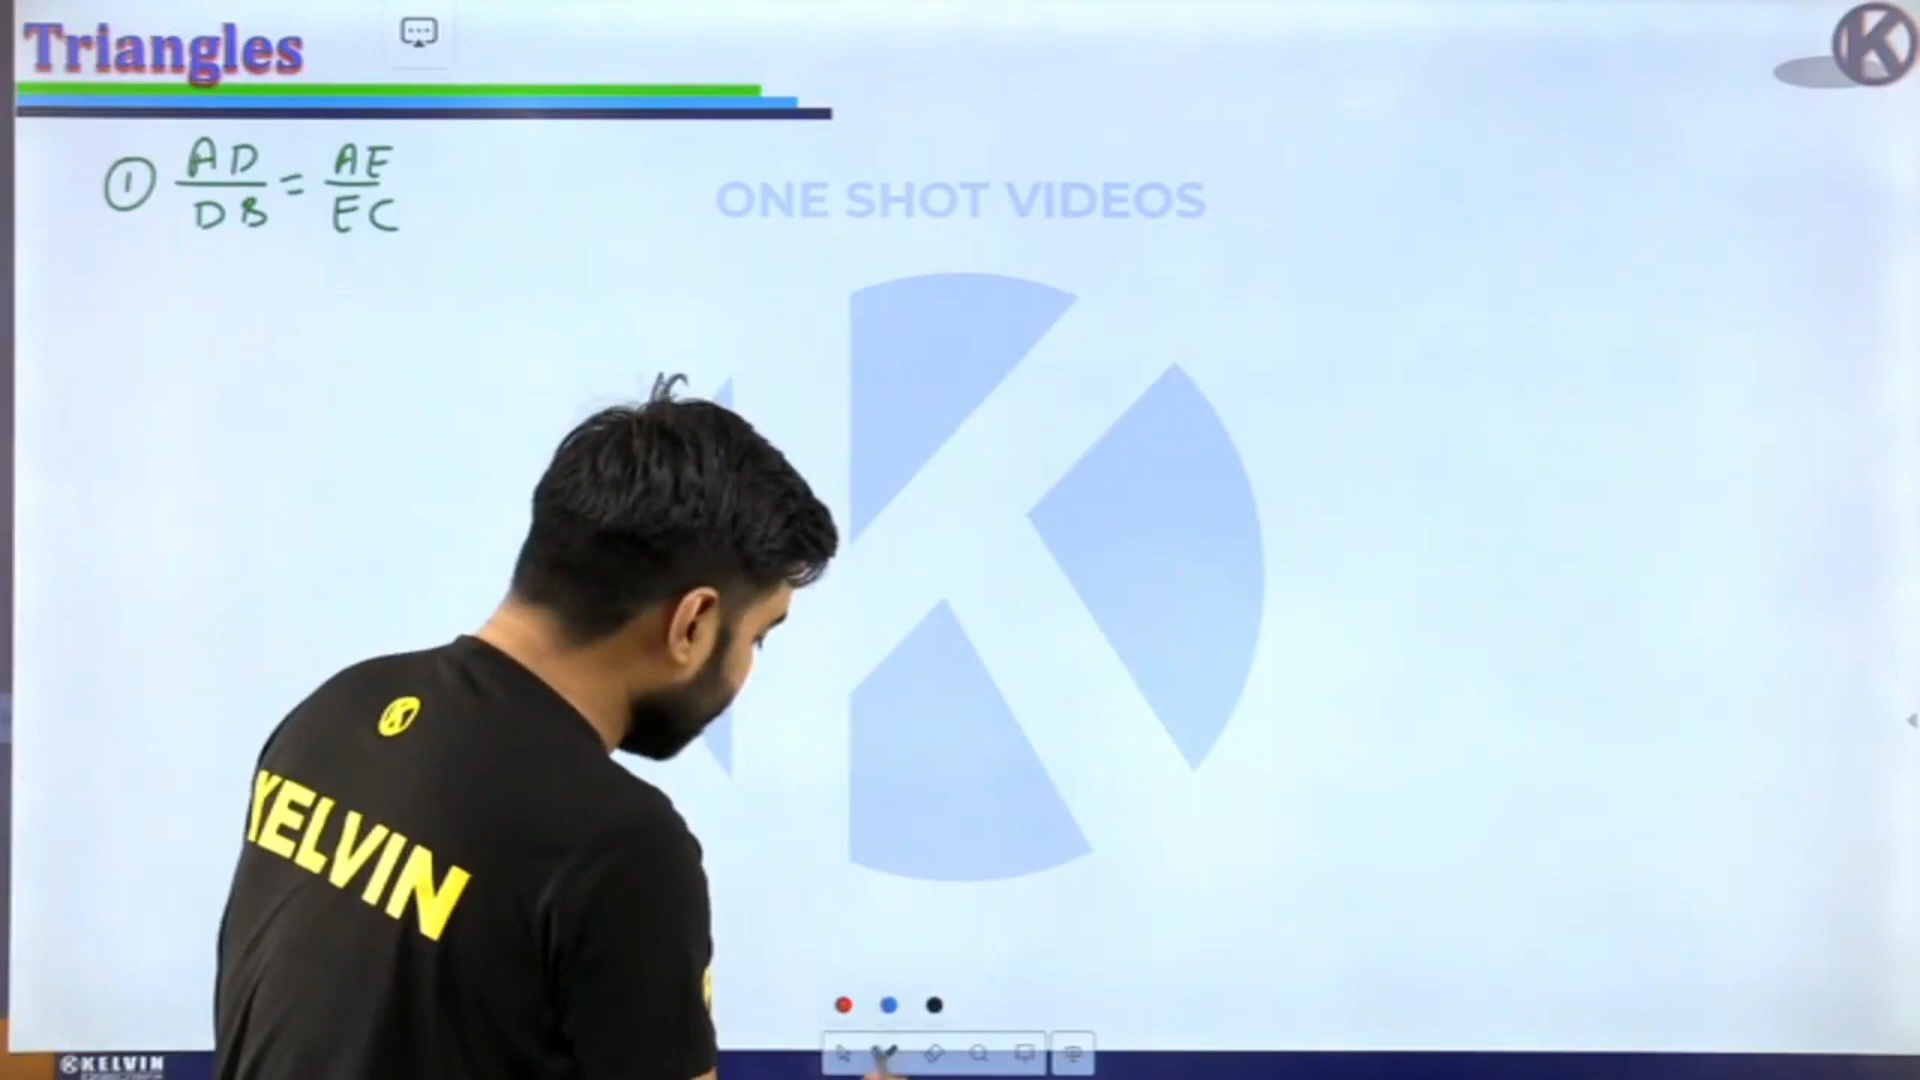 Triangles
① AD/DB = AE/EC
ONE SHOT VIDEOS
KELVIN
KELVIN